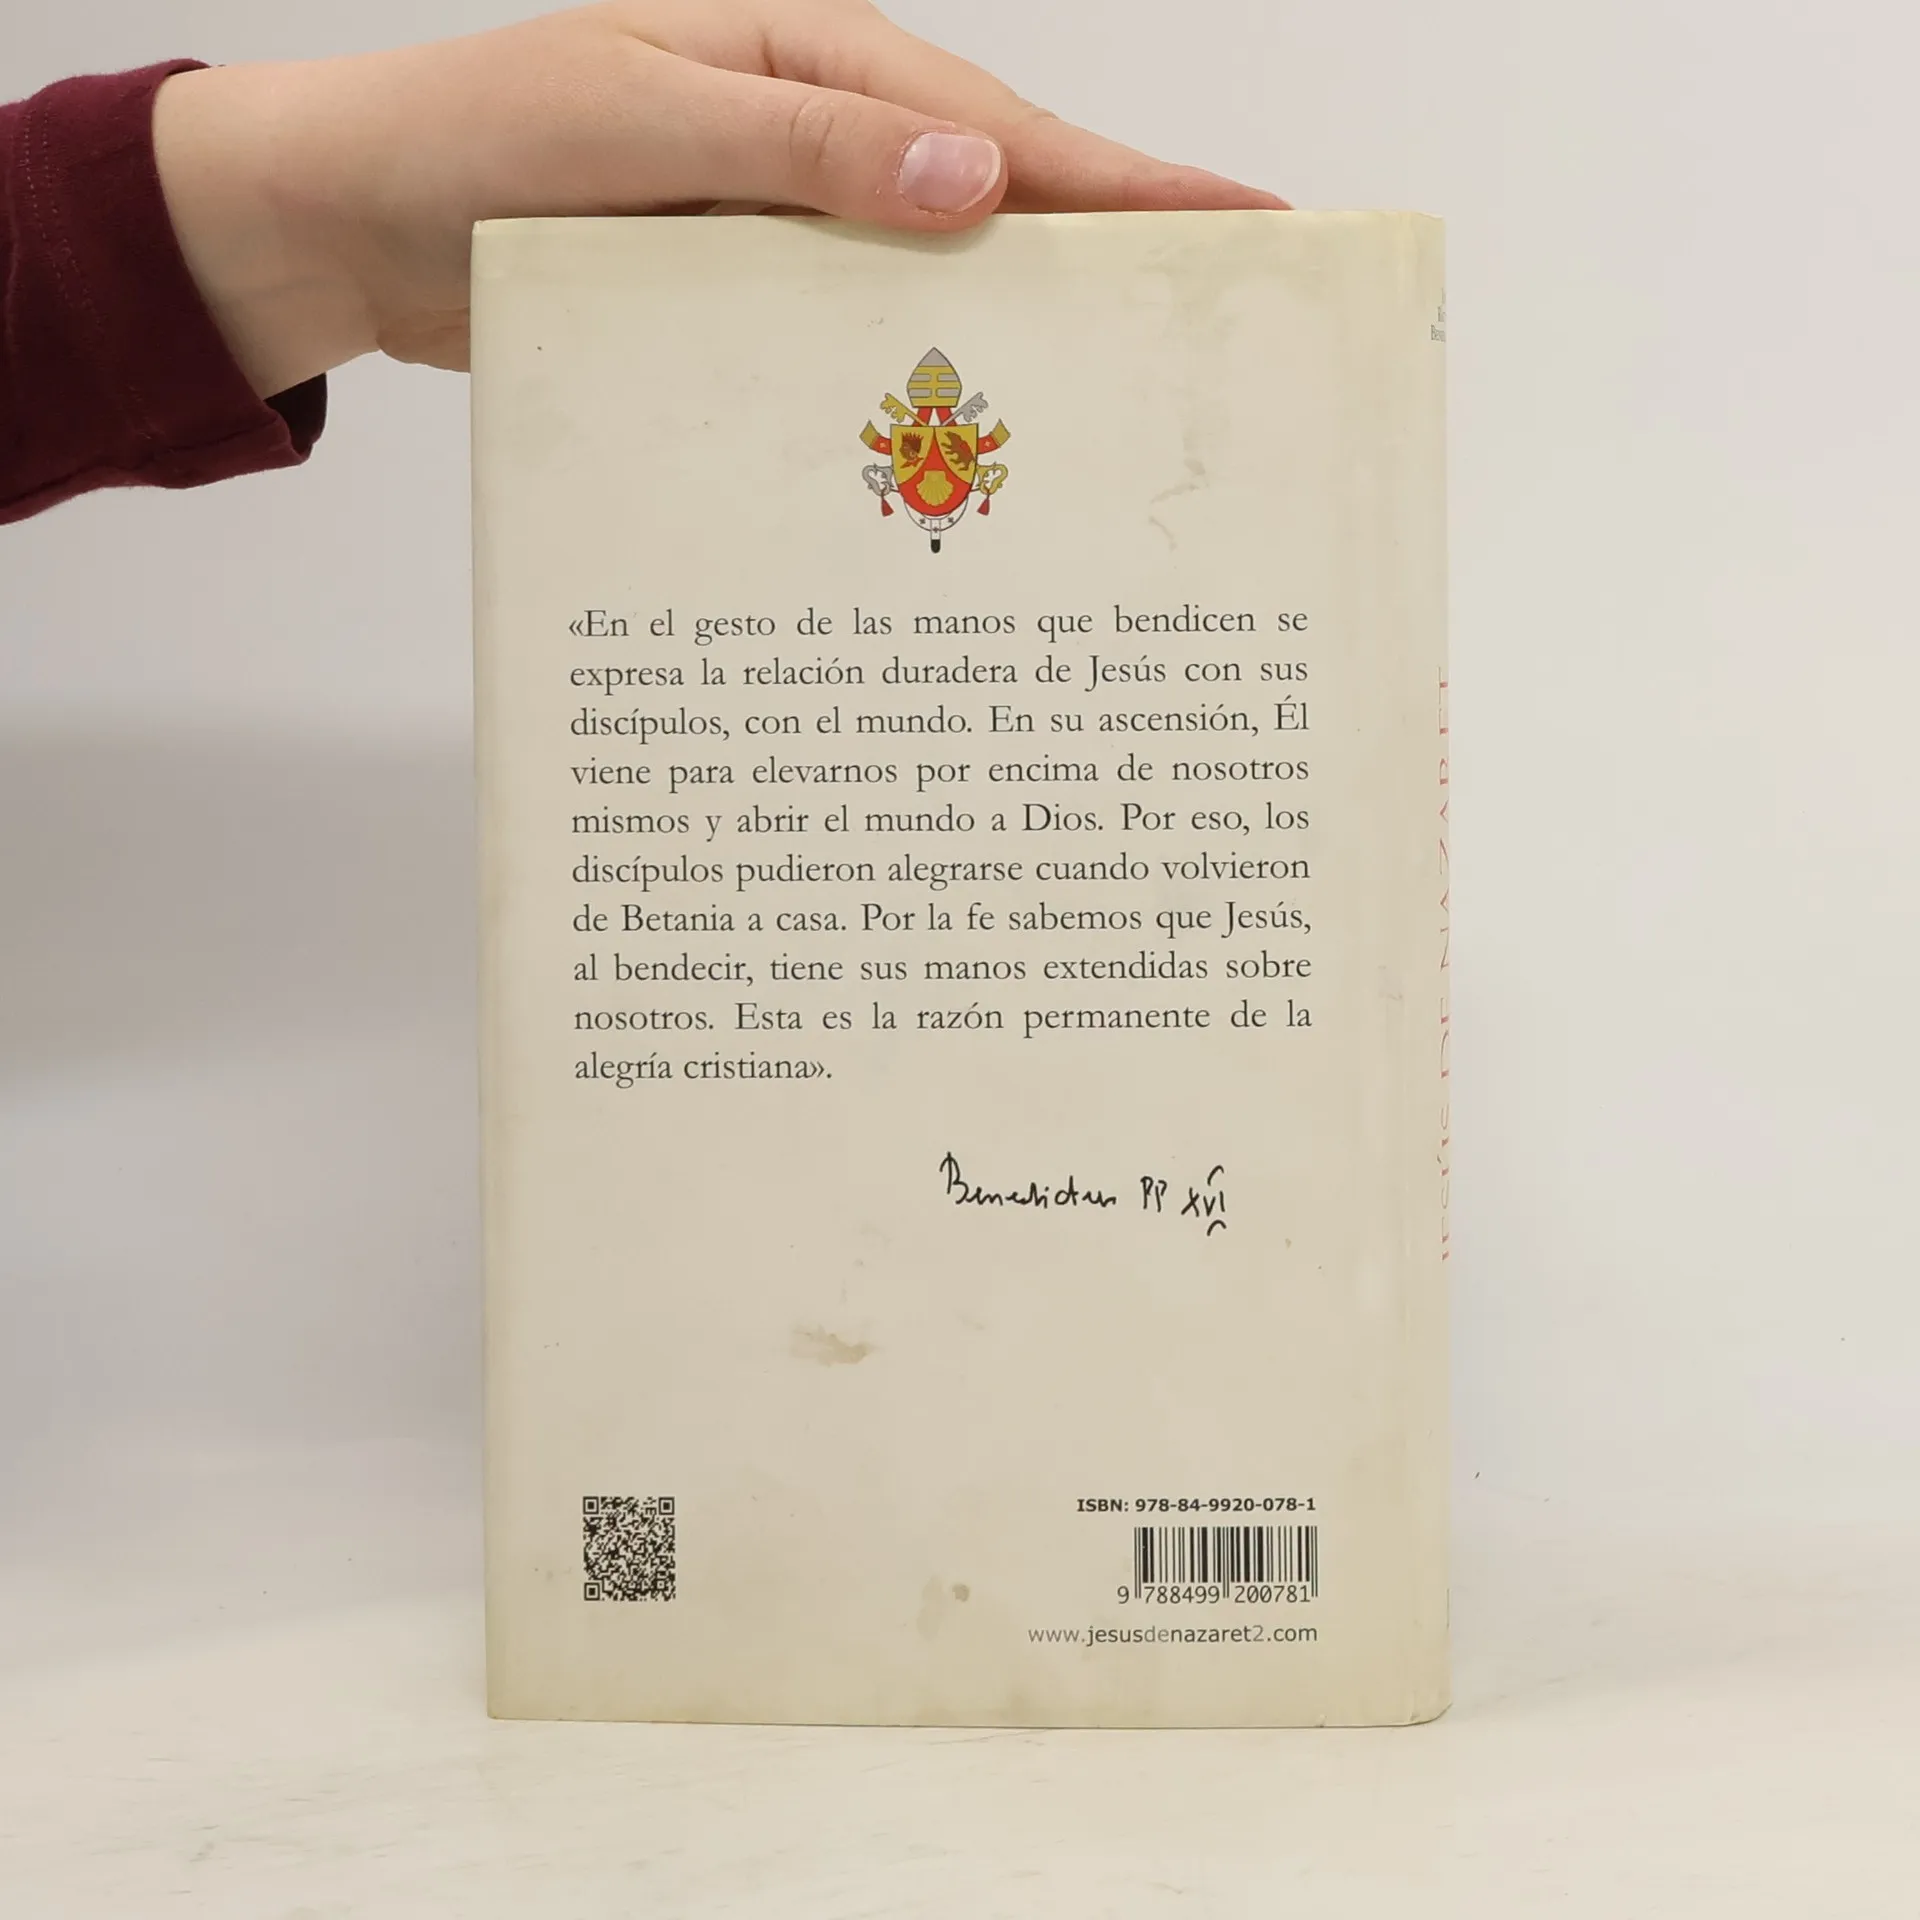 «En el gesto de las manos que bendicen se
expresa la relación duradera de Jesús con sus
discípulos, con el mundo. En su ascensión, Él
viene para elevarnos por encima de nosotros
mismos y abrir el mundo a Dios. Por eso, los
discípulos pudieron alegrarse cuando volvieron
de Betania a casa. Por la fe sabemos que Jesús,
al bendecir, tiene sus manos extendidas sobre
nosotros. Esta es la razón permanente de la
alegría cristiana».
Benedictus PP XVI
ISBN: 978-84-9920-078-1
9 788499 200781
www.jesusdenazaret2.com
JESÚS DE NAZARET